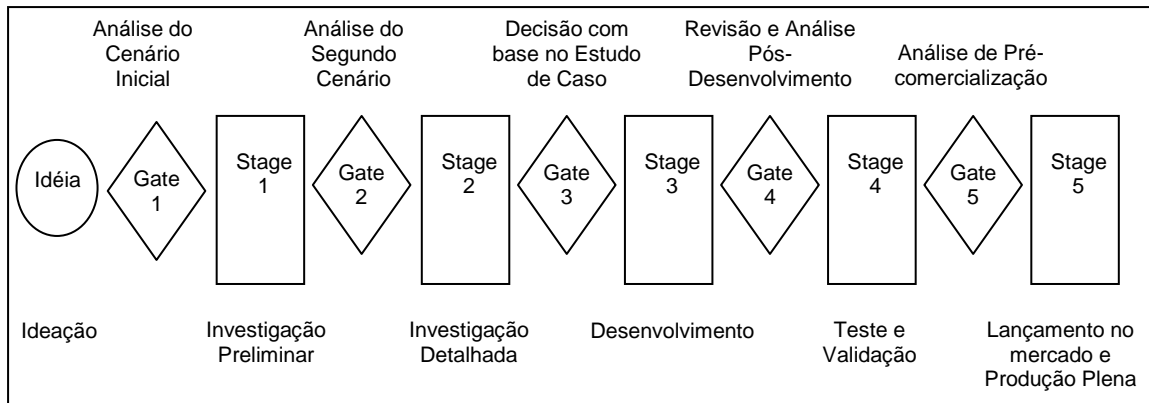 Análise do
Cenário
Inicial
Análise do
Segundo
Cenário
Decisão com
base no Estudo
de Caso
Revisão e Análise
Pós-
Desenvolvimento
Análise de Pré-
comercialização
Idéia
Gate
1
Stage
1
Gate
2
Stage
2
Gate
3
Stage
3
Gate
4
Stage
4
Gate
5
Stage
5
Ideação
Investigação
Preliminar
Investigação
Detalhada
Desenvolvimento
Teste e
Validação
Lançamento no
mercado e
Produção Plena